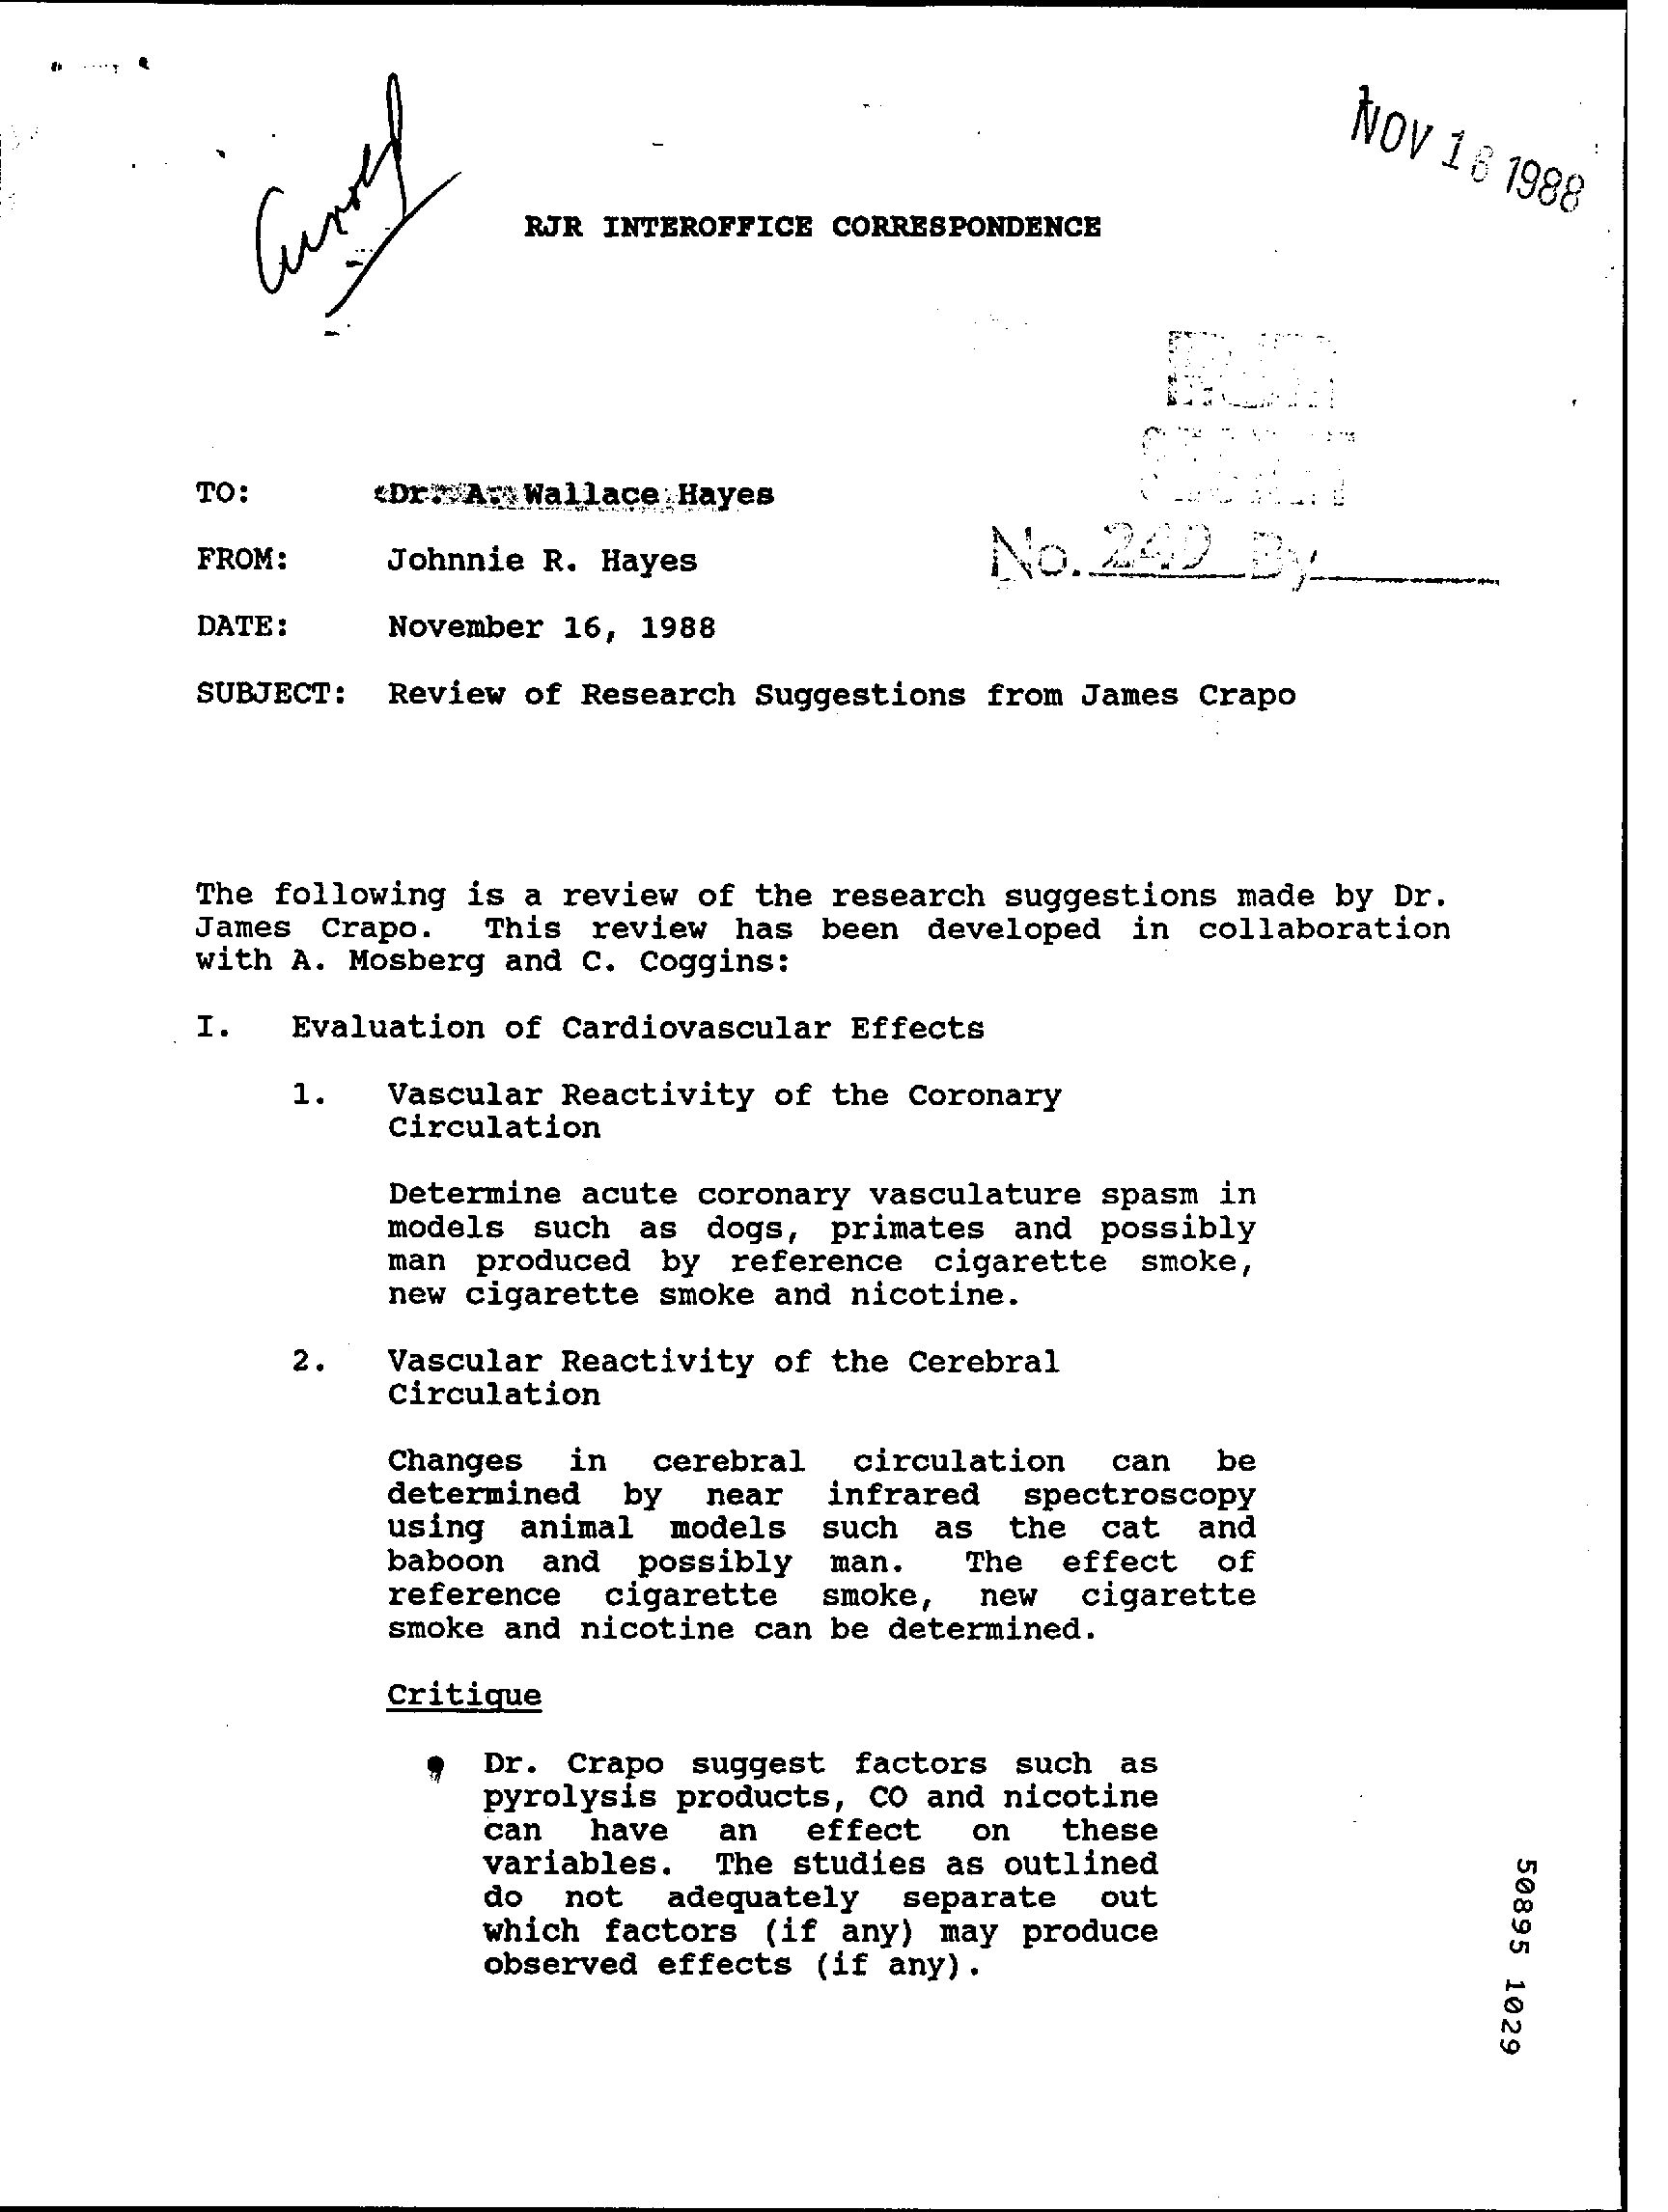 NOV 16 1988
RJR INTEROFFICE CORRESPONDENCE
TO: Dr. A. Wallace Hayes
FROM: Johnnie R. Hayes
No. By
DATE: November 16, 1988
SUBJECT: Review of Research Suggestions from James Crapo
The following is a review of the research suggestions made by Dr.
James Crapo. This review has been developed in collaboration
with A. Mosberg and C. Coggins:
I. Evaluation of Cardiovascular Effects
1. Vascular Reactivity of the Coronary
Circulation
Determine acute coronary vasculature spasm in
models such as dogs, primates and possibly
man produced by reference cigarette smoke,
new cigarette smoke and nicotine.
2. Vascular Reactivity of the Cerebral
Circulation
Changes in cerebral circulation can be
determined by near infrared spectroscopy
using animal models such as the cat and
baboon and possibly man. The effect of
reference cigarette smoke, new cigarette
smoke and nicotine can be determined.
Critique
Dr. Crapo suggest factors such as
pyrolysis products, CO and nicotine
can have an effect on these
variables. The studies as outlined
do not adequately separate out
which factors (if any) may produce
observed effects (if any).
50895 1029